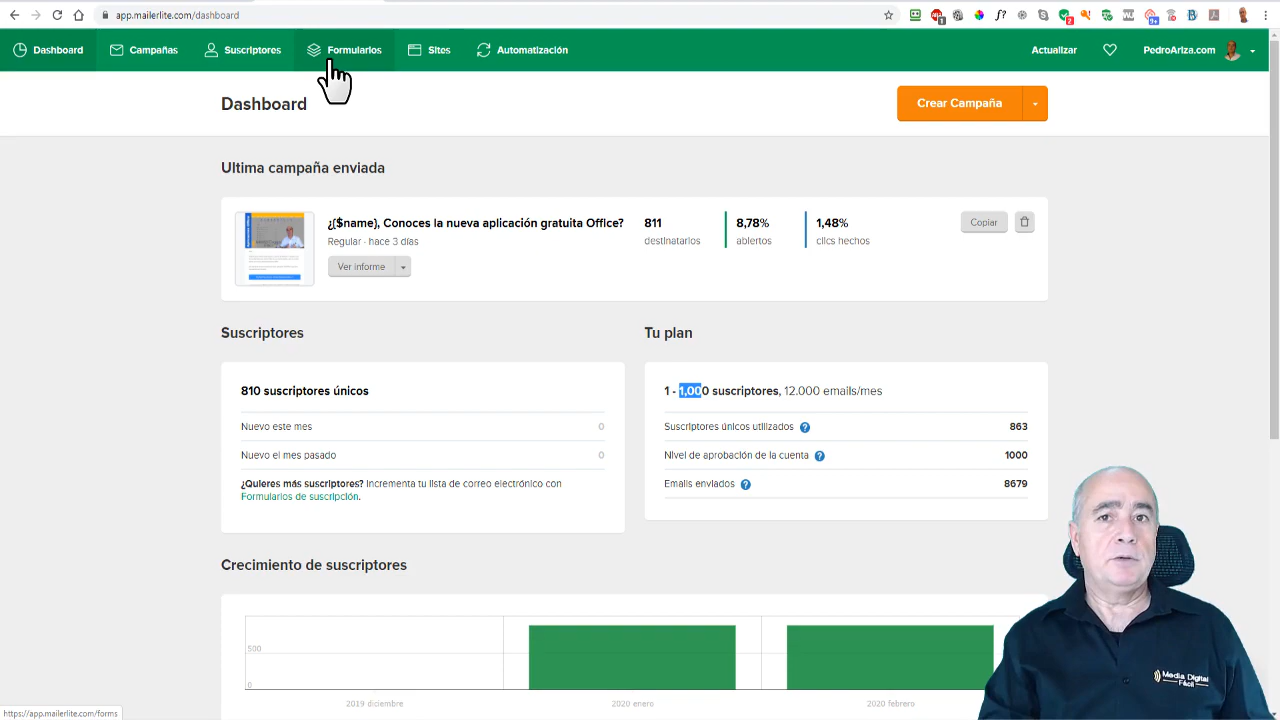 app.mailerlite.com/dashboard
Dashboard
Campañas
Suscriptores
Formularios
Sites
Automatización
Actualizar
PedroAriza.com
Dashboard
Crear Campaña
Ultima campaña enviada
¿{$name}, Conoces la nueva aplicación gratuita Office?
Regular · hace 3 días
Ver informe
811
destinatarios
8,78%
abiertos
1,48%
clics hechos
Copiar
Suscriptores
810 suscriptores únicos
Nuevo este mes 0
Nuevo el mes pasado 0
¿Quieres más suscriptores? Incrementa tu lista de correo electrónico con
Formularios de suscripción.
Tu plan
1 - 1,000 suscriptores, 12.000 emails/mes
Suscriptores únicos utilizados ? 863
Nivel de aprobación de la cuenta ? 1000
Emails enviados ? 8679
Crecimiento de suscriptores
500
0
2019 diciembre
2020 enero
2020 febrero
Media Digital
Fácil
https://app.mailerlite.com/forms